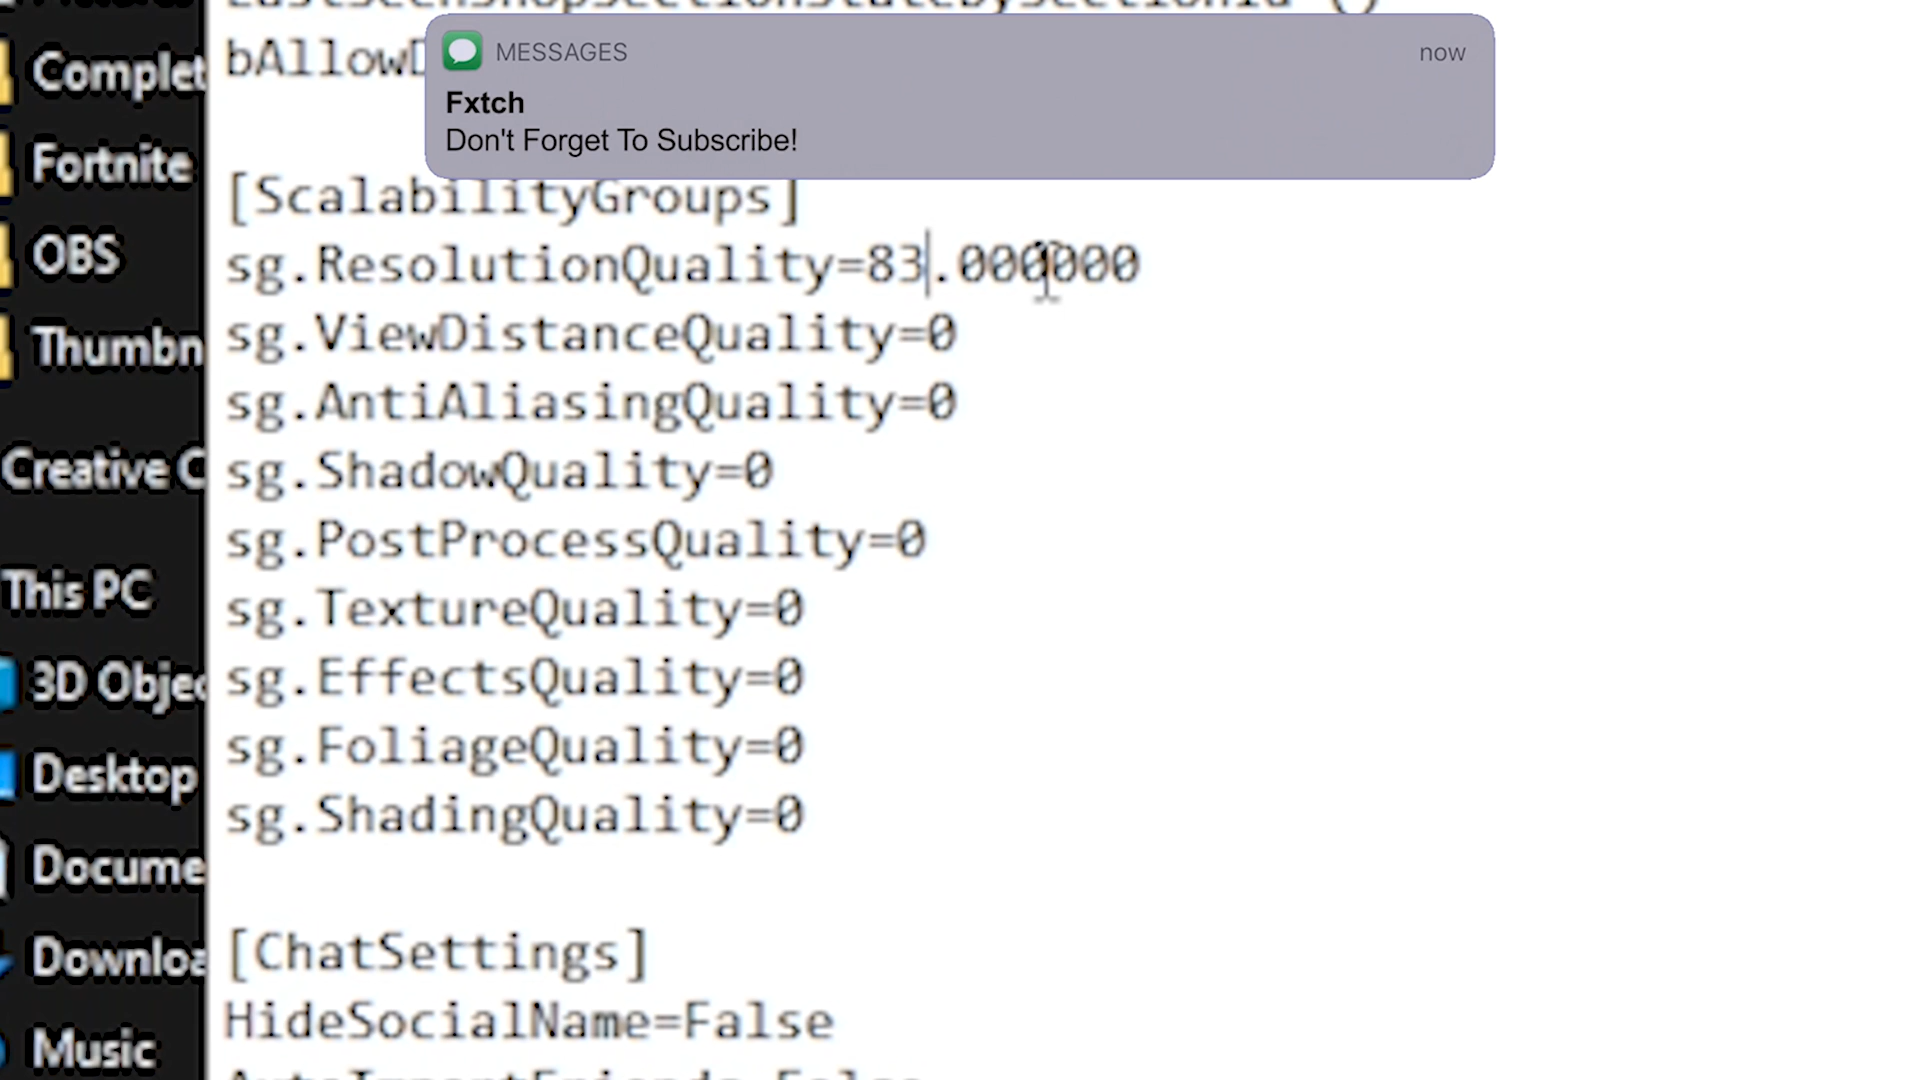 bAllowD
MESSAGES
now
Fxtch
Don't Forget To Subscribe!
[ScalabilityGroups]
sg.ResolutionQuality=83.000000
sg.ViewDistanceQuality=0
sg.AntiAliasingQuality=0
sg.ShadowQuality=0
sg.PostProcessQuality=0
sg.TextureQuality=0
sg.EffectsQuality=0
sg.FoliageQuality=0
sg.ShadingQuality=0
[ChatSettings]
HideSocialName=False
Complet
Fortnite
OBS
Thumbn
Creative C
This PC
3D Objec
Desktop
Docume
Downloa
Music